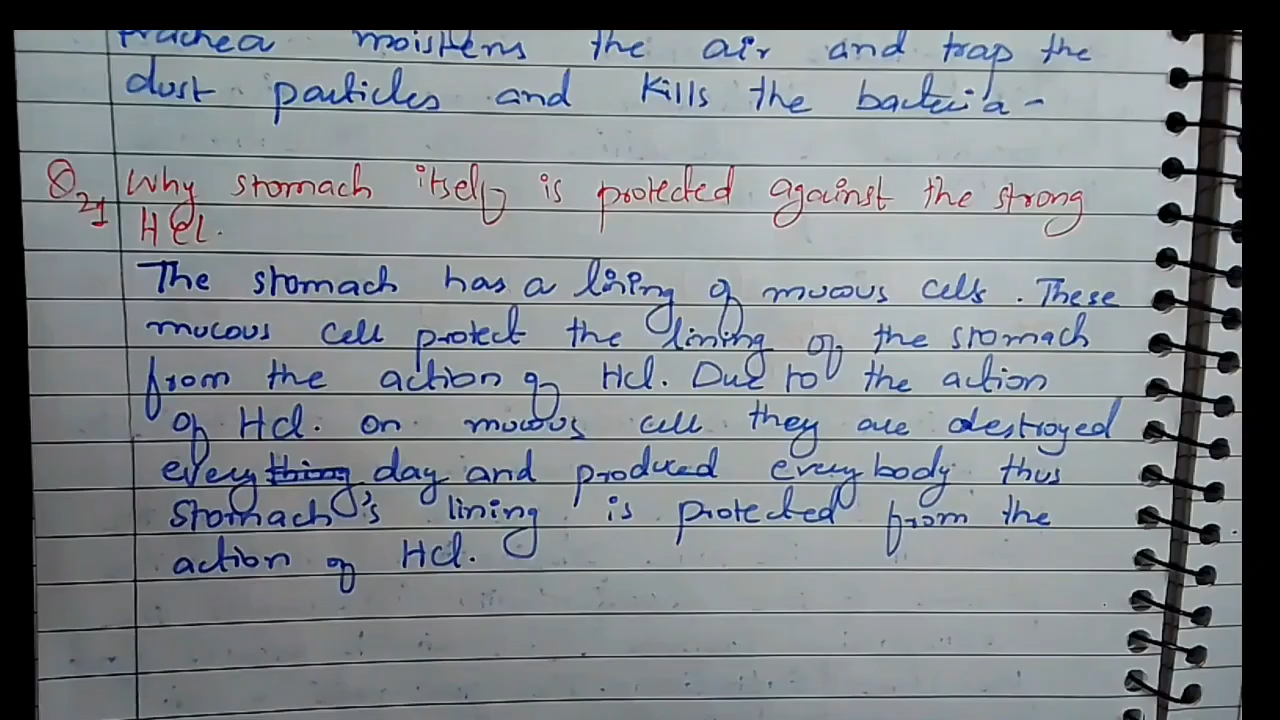 trachea moistens the air and trap the
dust particles and kills the bacteria-
Q21 Why stomach itself is protected against the strong
HCl.
The stomach has a lining of mucous cells. These
mucous cell protect the lining of the stomach
from the action of Hcl. Due to the action
of Hcl. on mucous cell they are destroyed
every thing day and produced every body thus
stomach's lining is protected from the
action of Hcl.